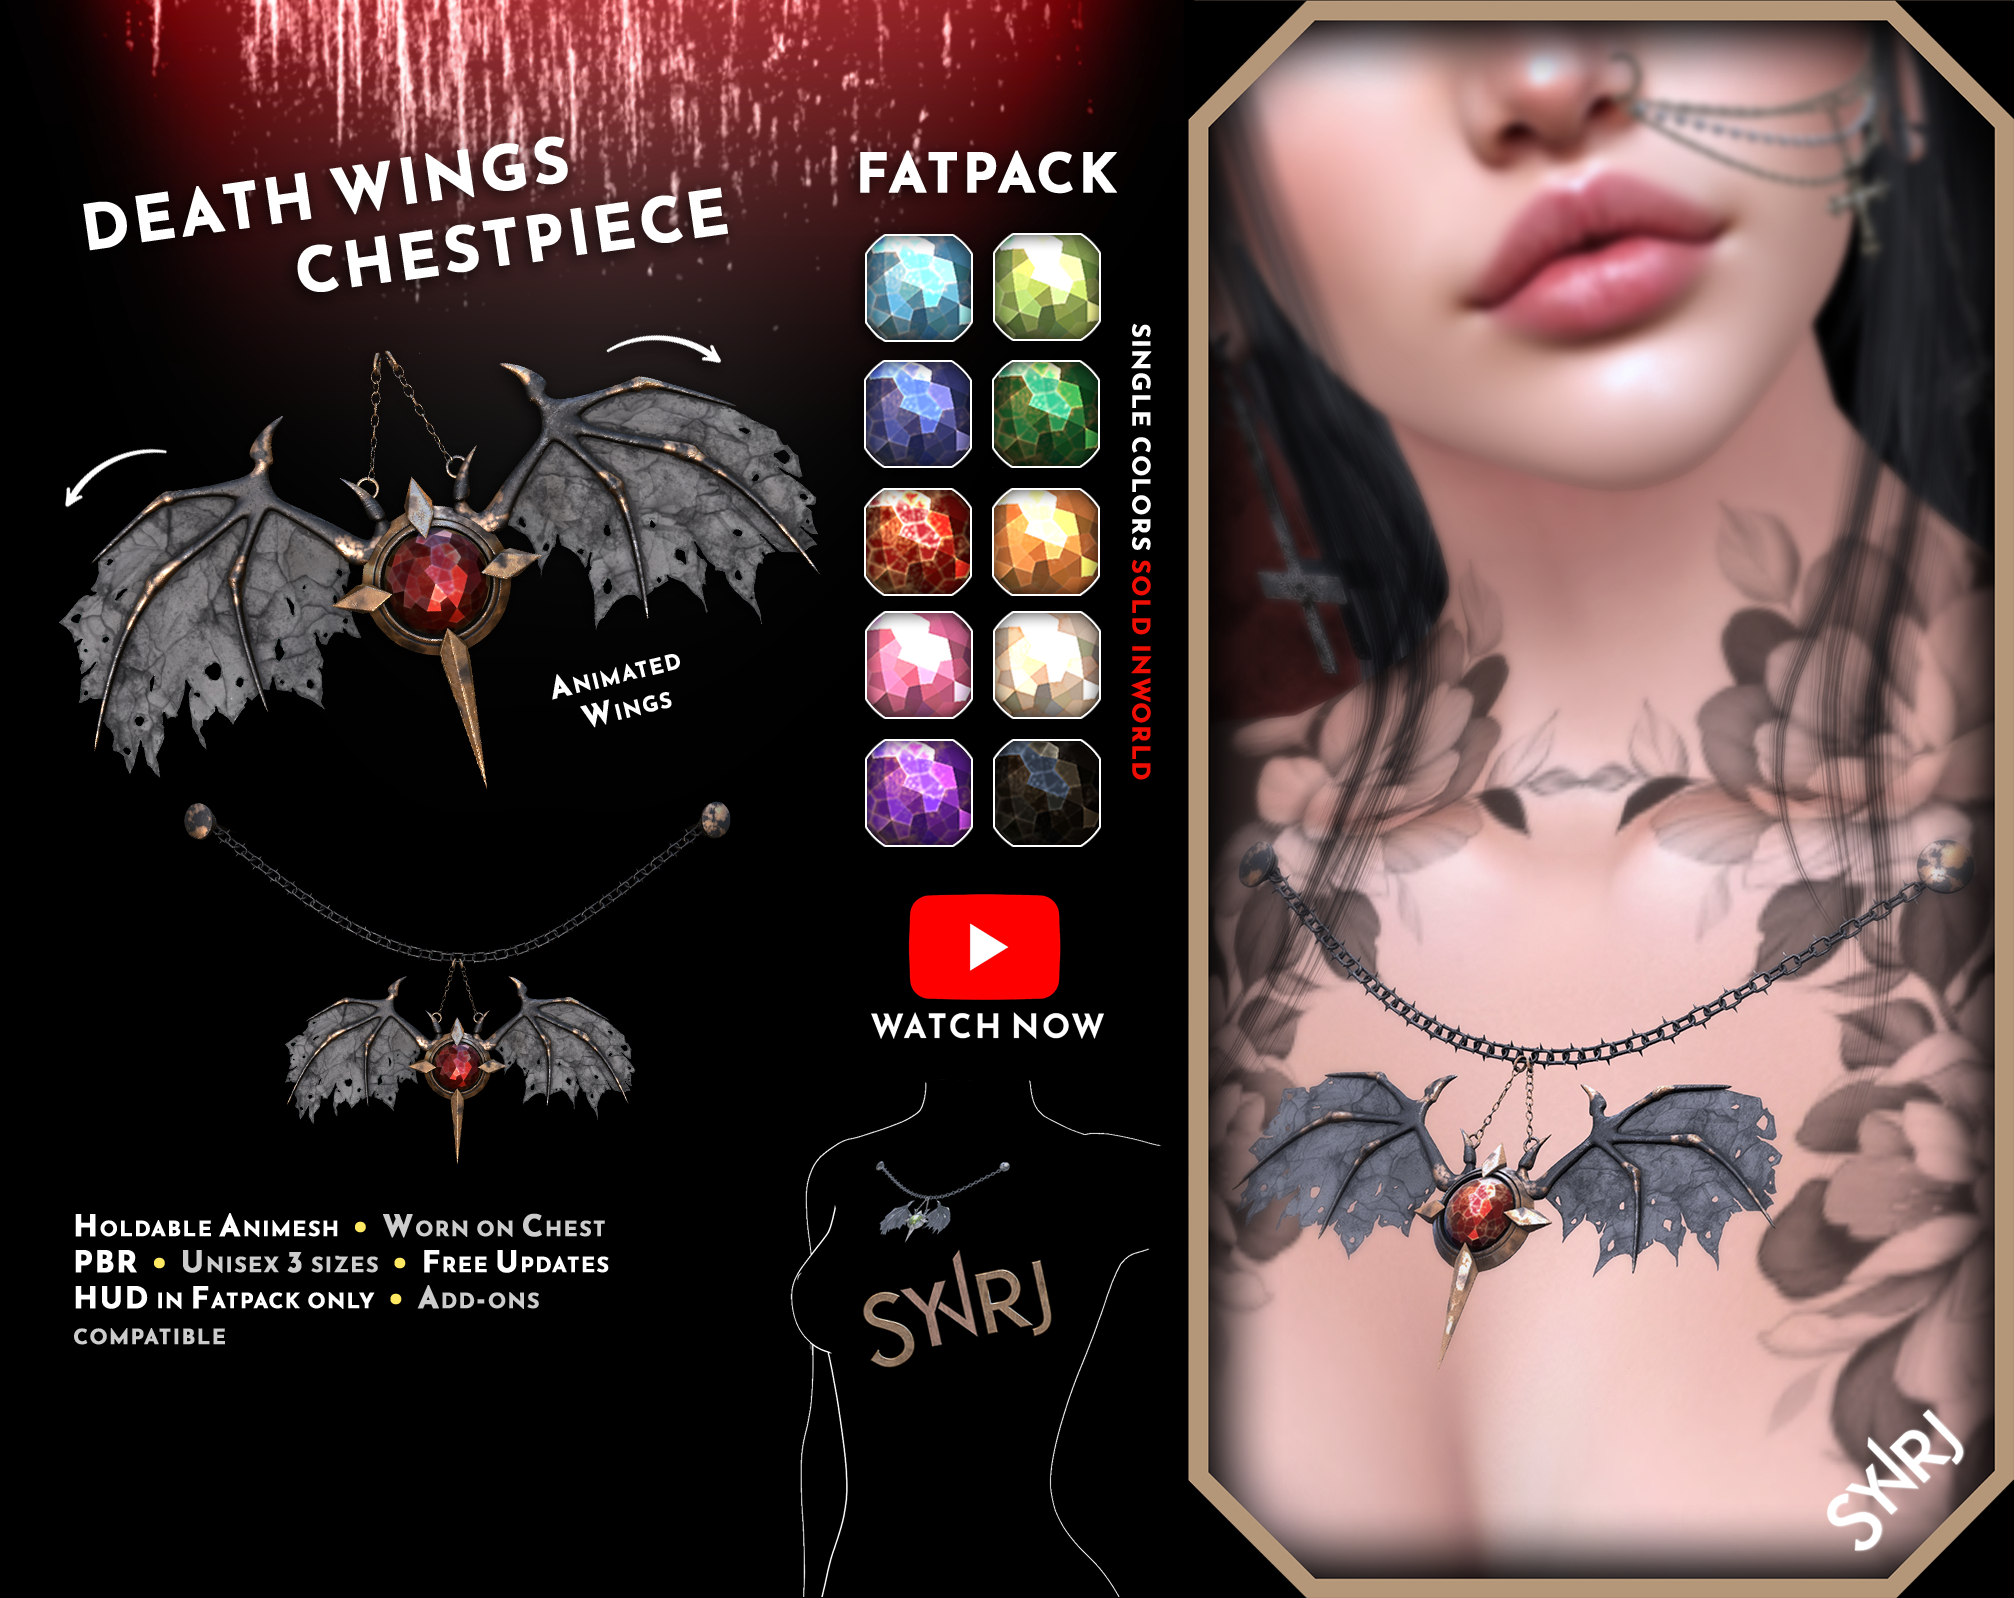 DEATH WINGS
CHESTPIECE
ANIMATED
WINGS
HOLDABLE ANIMESH • WORN ON CHEST
PBR • UNISEX 3 SIZES • FREE UPDATES
HUD IN FATPACK ONLY • ADD-ONS
COMPATIBLE
FATPACK
SINGLE COLORS SOLD INWORLD
WATCH NOW
SYNRJ
SYNRJ